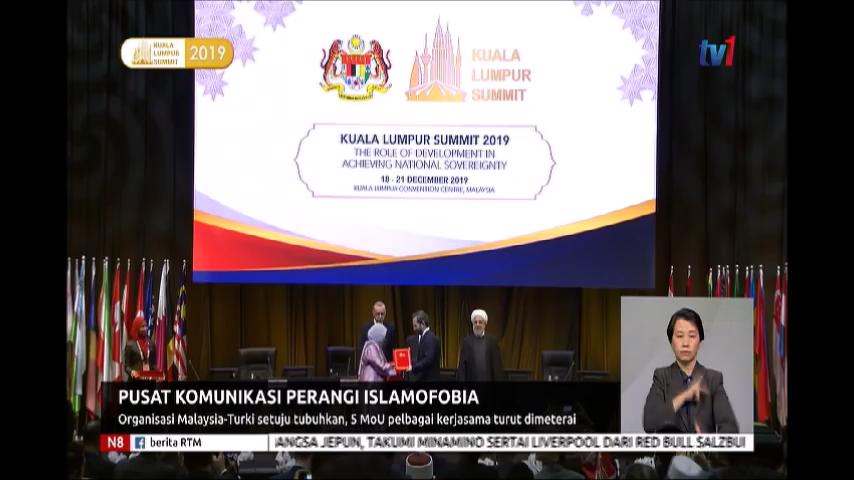 KUALA
LUMPUR
SUMMIT
2019
tv1
KUALA
LUMPUR
SUMMIT
KUALA LUMPUR SUMMIT 2019
THE ROLE OF DEVELOPMENT IN
ACHIEVING NATIONAL SOVEREIGNTY
18 - 21 DECEMBER 2019
KUALA LUMPUR CONVENTION CENTRE, MALAYSIA
PUSAT KOMUNIKASI PERANGI ISLAMOFOBIA
Organisasi Malaysia-Turki setuju tubuhkan, 5 MoU pelbagai kerjasama turut dimeterai
N8 f berita RTM ANGSA JEPUN, TAKUMI MINAMINO SERTAI LIVERPOOL DARI RED BULL SALZBU